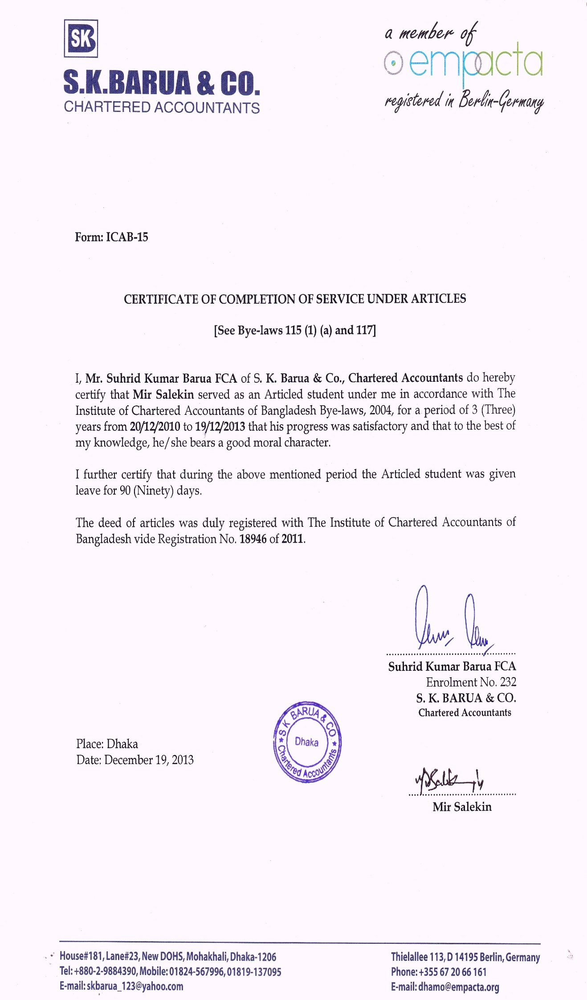 SKB
a member of
empacta
registered in Berlin-Germany
S.K.BARUA & CO.
CHARTERED ACCOUNTANTS
Form: ICAB-15
CERTIFICATE OF COMPLETION OF SERVICE UNDER ARTICLES
[See Bye-laws 115 (1) (a) and 117]
I, Mr. Suhrid Kumar Barua FCA of S. K. Barua & Co., Chartered Accountants do hereby
certify that Mir Salekin served as an Articled student under me in accordance with The
Institute of Chartered Accountants of Bangladesh Bye-laws, 2004, for a period of 3 (Three)
years from 20/12/2010 to 19/12/2013 that his progress was satisfactory and that to the best of
my knowledge, he/she bears a good moral character.
I further certify that during the above mentioned period the Articled student was given
leave for 90 (Ninety) days.
The deed of articles was duly registered with The Institute of Chartered Accountants of
Bangladesh vide Registration No. 18946 of 2011.
Suhrid Kumar Barua FCA
Enrolment No. 232
S. K. BARUA & CO.
Chartered Accountants
S K BARUA & CO.
Dhaka
Chartered Accountants
Place: Dhaka
Date: December 19, 2013
Mir Salekin
House#181, Lane#23, New DOHS, Mohakhali, Dhaka-1206
Tel: +880-2-9884390, Mobile: 01824-567996, 01819-137095
E-mail: skbarua_123@yahoo.com
Thielallee 113, D 14195 Berlin, Germany
Phone: +355 67 20 66 161
E-mail: dhamo@empacta.org